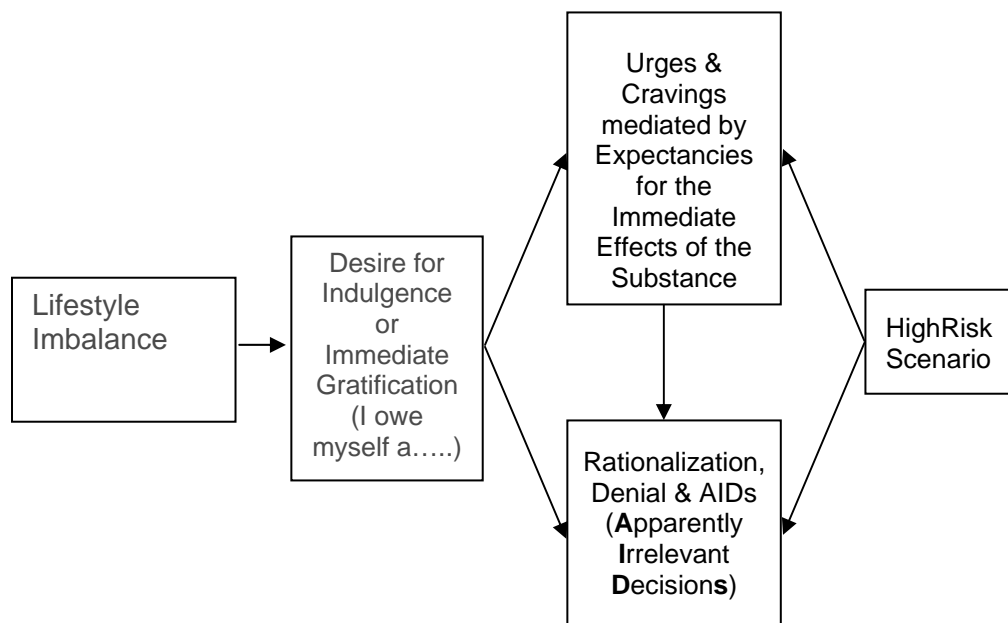 Lifestyle
Imbalance
Desire for
Indulgence
or
Immediate
Gratification
(I owe
myself a…..)
Urges &
Cravings
mediated by
Expectancies
for the
Immediate
Effects of the
Substance
Rationalization,
Denial & AIDs
(Apparently
Irrelevant
Decisions)
HighRisk
Scenario